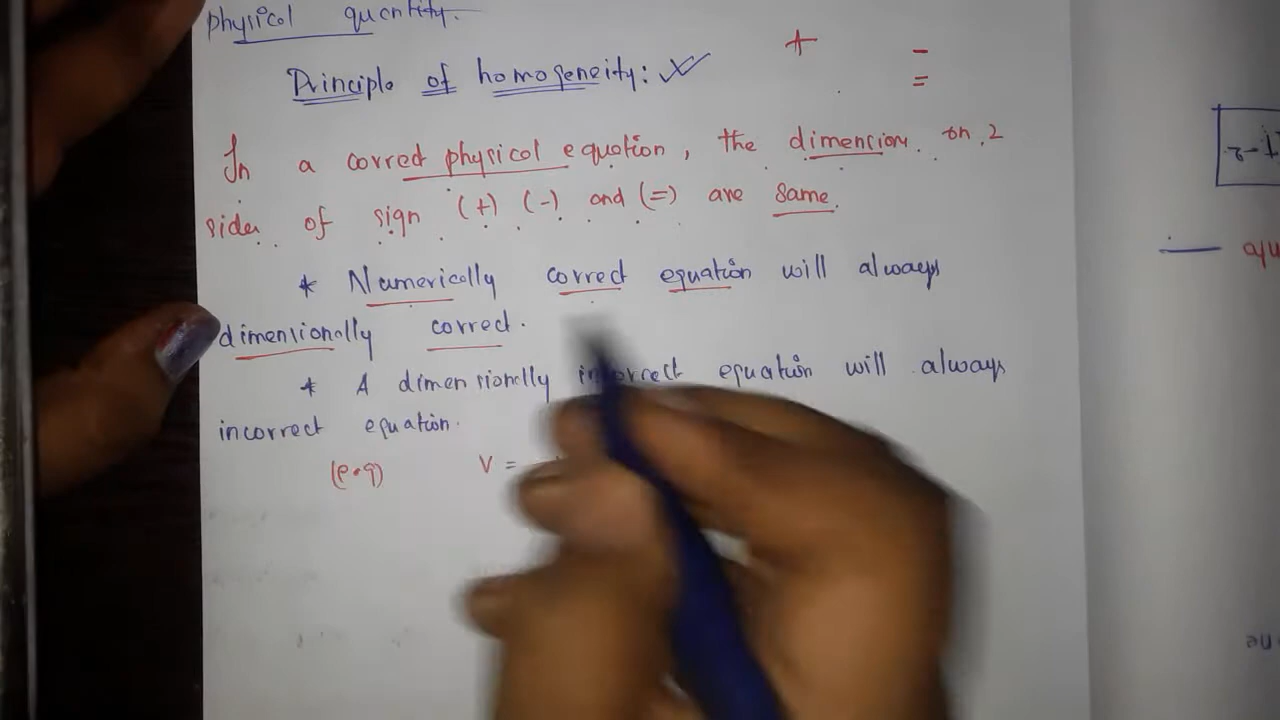 physical quantity.
Principle of homogeneity:
+ -
=
In a correct physical equation, the dimension on 2
sides of sign (+) (-) and (=) are same.
* Numerically correct equation will always
dimensionally correct.
* A dimensionally incorrect equation will always
incorrect equation.
(e.g) V =